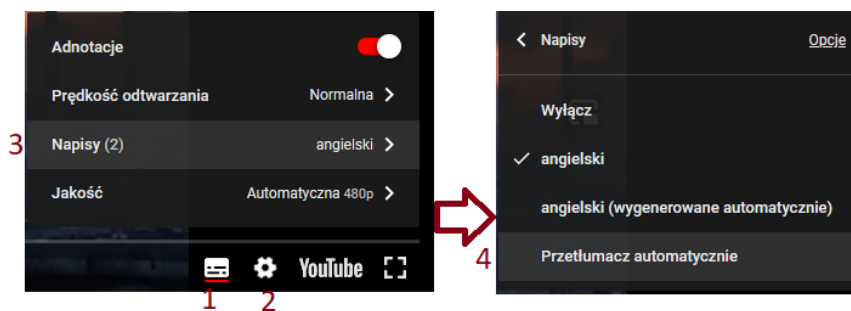 Adnotacje
Prędkość odtwarzania Normalna
3 Napisy (2) angielski
Jakość Automatyczna 480p
YouTube
1 2
Napisy Opcje
Wyłącz
angielski
angielski (wygenerowane automatycznie)
4 Przetłumacz automatycznie